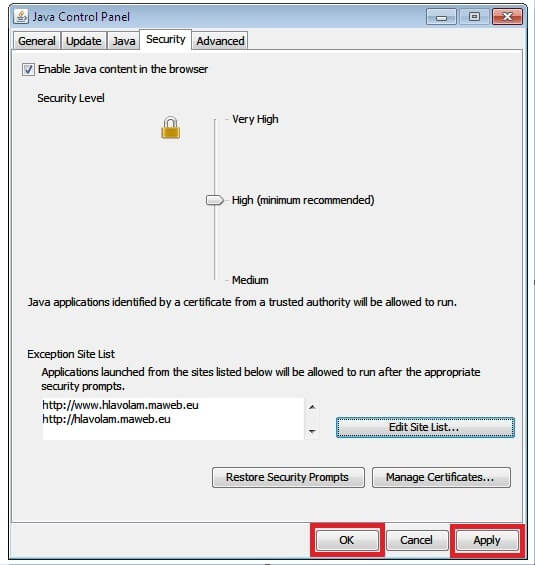 Java Control Panel
General Update Java Security Advanced
Enable Java content in the browser
Security Level
Very High
High (minimum recommended)
Medium
Java applications identified by a certificate from a trusted authority will be allowed to run.
Exception Site List
Applications launched from the sites listed below will be allowed to run after the appropriate
security prompts.
http://www.hlavolam.maweb.eu
http://hlavolam.maweb.eu
Edit Site List...
Restore Security Prompts Manage Certificates...
OK Cancel Apply